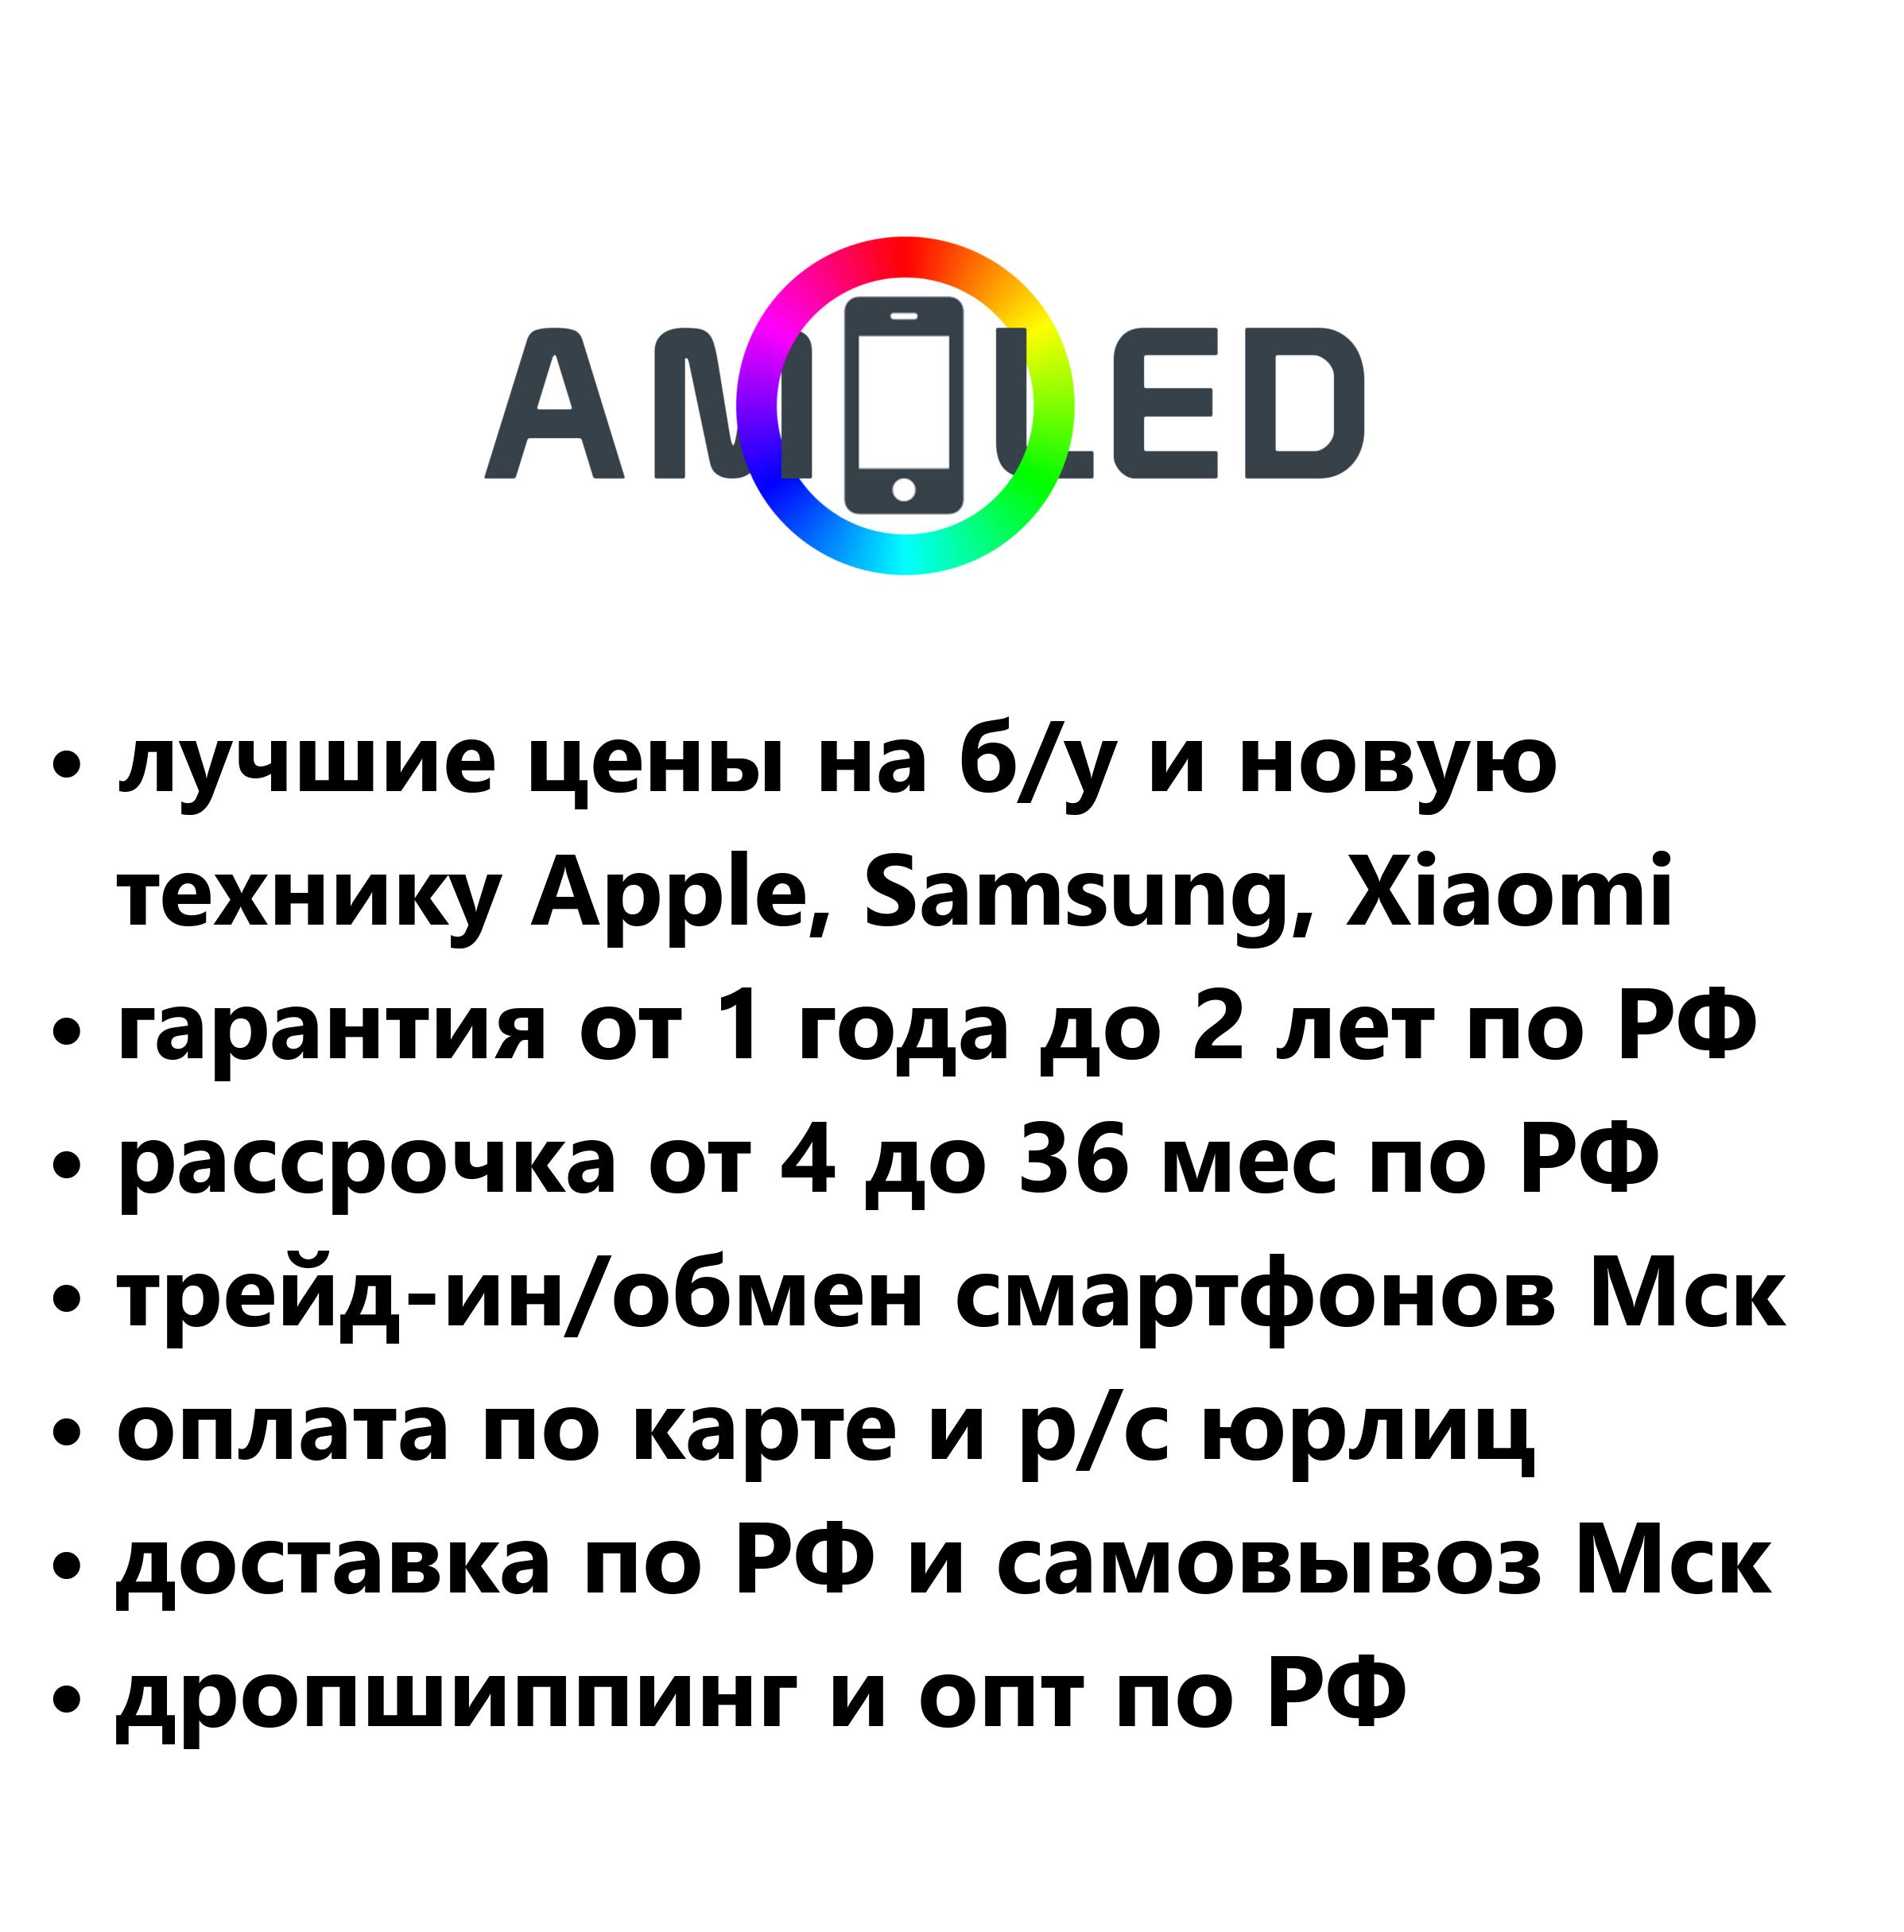 AMOLED
• лучшие цены на б/у и новую
технику Apple, Samsung, Xiaomi
• гарантия от 1 года до 2 лет по РФ
• рассрочка от 4 до 36 мес по РФ
• трейд-ин/обмен смартфонов Мск
• оплата по карте и р/с юрлиц
• доставка по РФ и самовывоз Мск
• дропшиппинг и опт по РФ